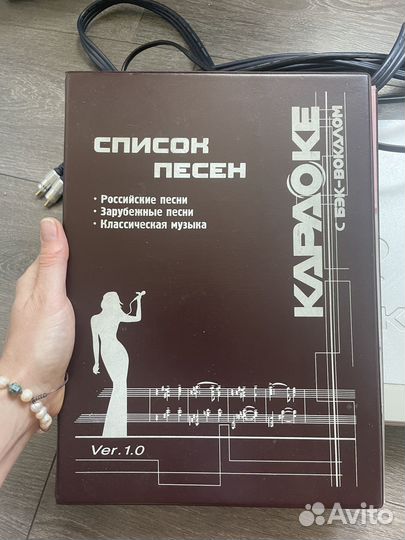 СПИСОК
ПЕСЕН
• Российские песни
• Зарубежные песни
• Классическая музыка
КАРАОКЕ
С БЭК-ВОКАЛОМ
Ver.1.0
Avito